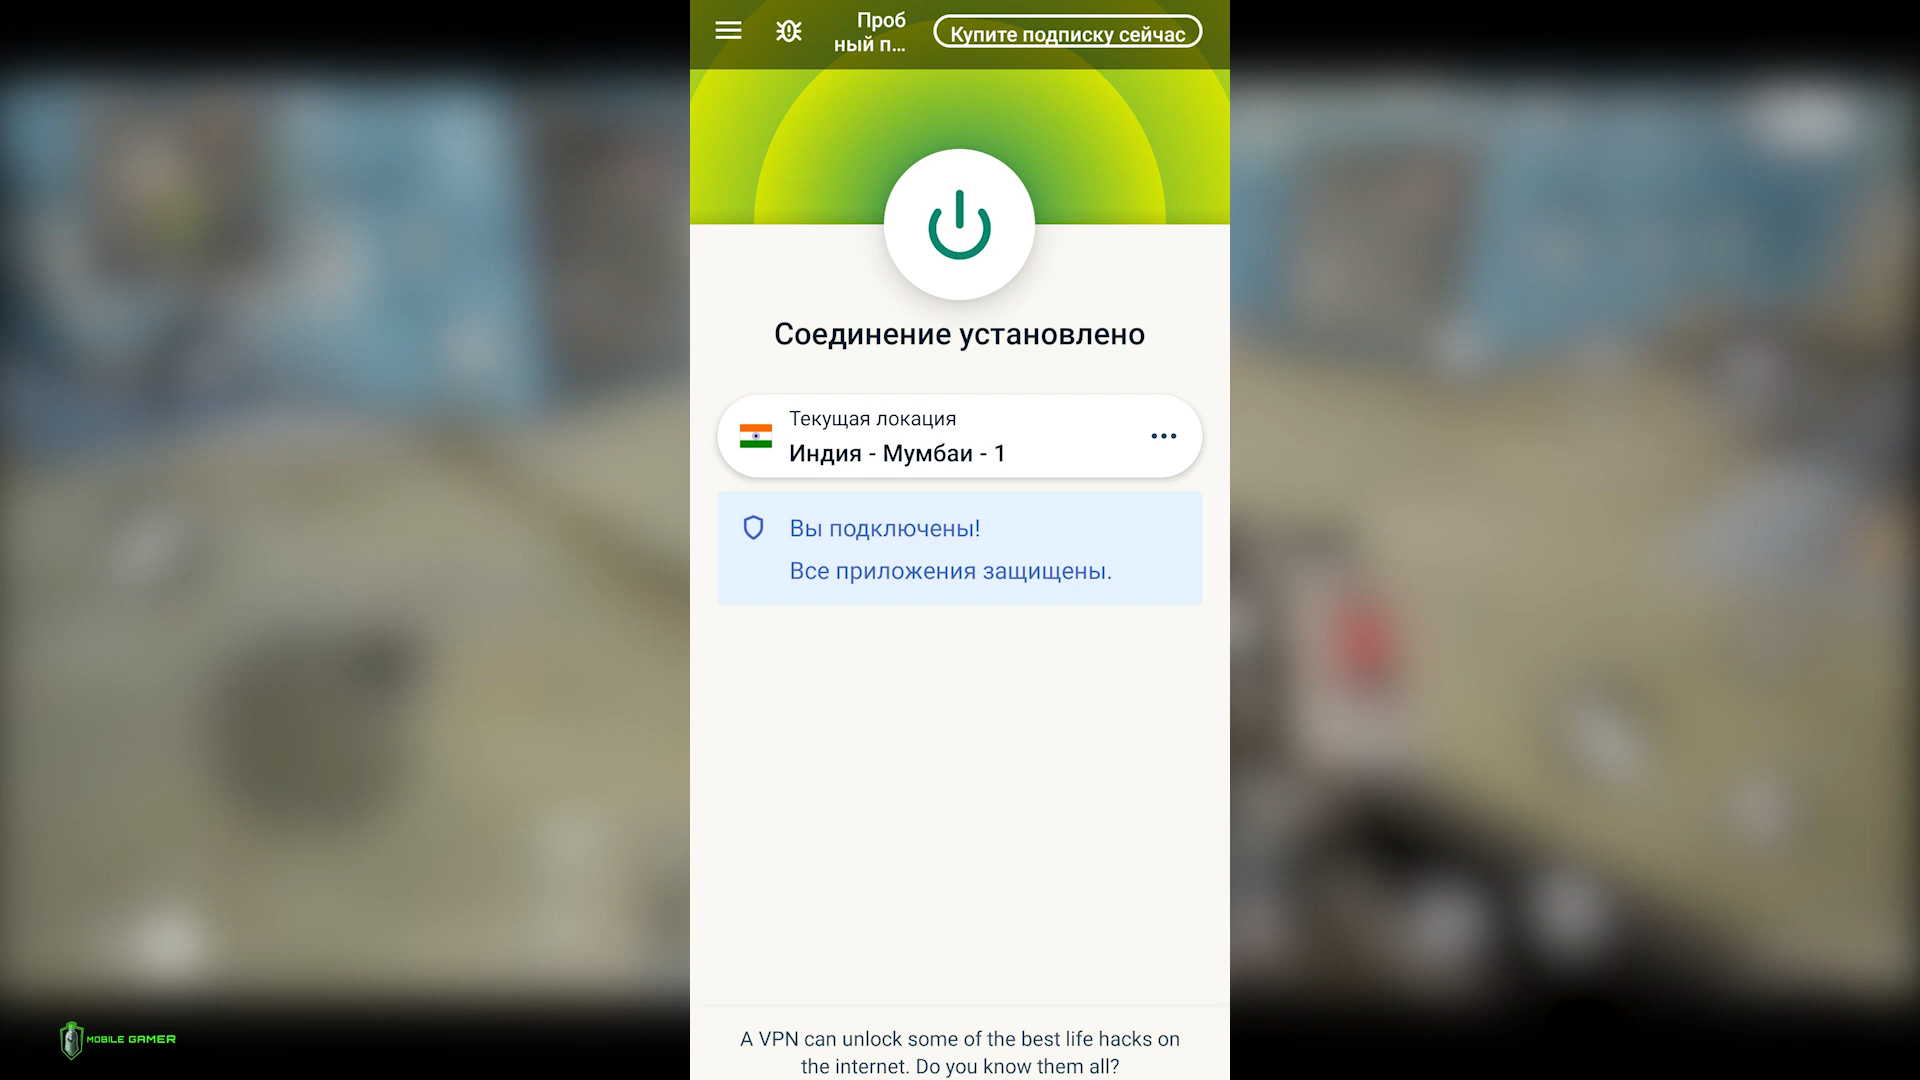 Проб
ный п...
Купите подписку сейчас
Соединение установлено
Текущая локация
Индия - Мумбаи - 1
Вы подключены!
Все приложения защищены.
A VPN can unlock some of the best life hacks on
the internet. Do you know them all?
MOBILE GAMER